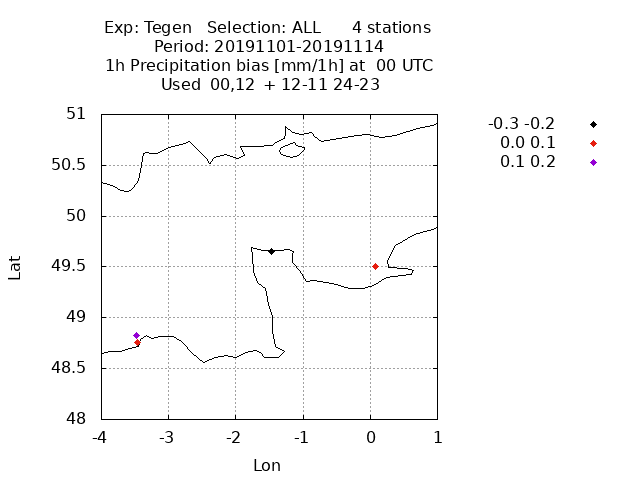 Exp: Tegen   Selection: ALL      4 stations
Period: 20191101-20191114
1h Precipitation bias [mm/1h] at  00 UTC
Used  00,12  + 12-11 24-23
51
50.5
50
49.5
49
48.5
48
Lat
-4 -3 -2 -1 0 1
Lon
-0.3 -0.2
0.0 0.1
0.1 0.2